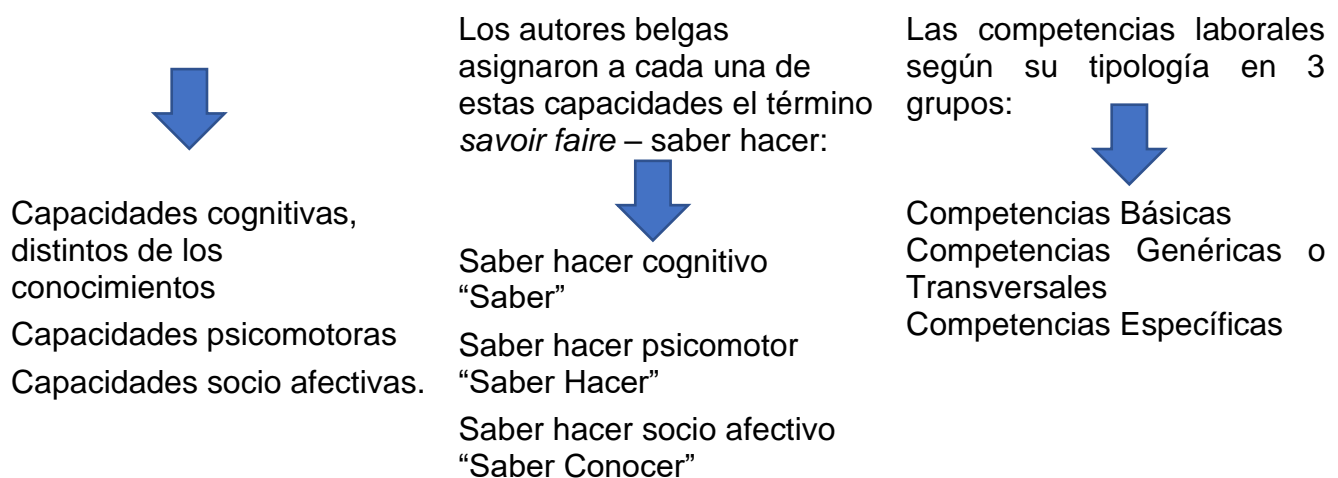 Capacidades cognitivas,
distintos de los
conocimientos
Capacidades psicomotoras
Capacidades socio afectivas.
Los autores belgas
asignaron a cada una de
estas capacidades el término
savoir faire – saber hacer:
Saber hacer cognitivo
“Saber”
Saber hacer psicomotor
“Saber Hacer”
Saber hacer socio afectivo
“Saber Conocer”
Las competencias laborales
según su tipología en 3
grupos:
Competencias Básicas
Competencias Genéricas o
Transversales
Competencias Específicas